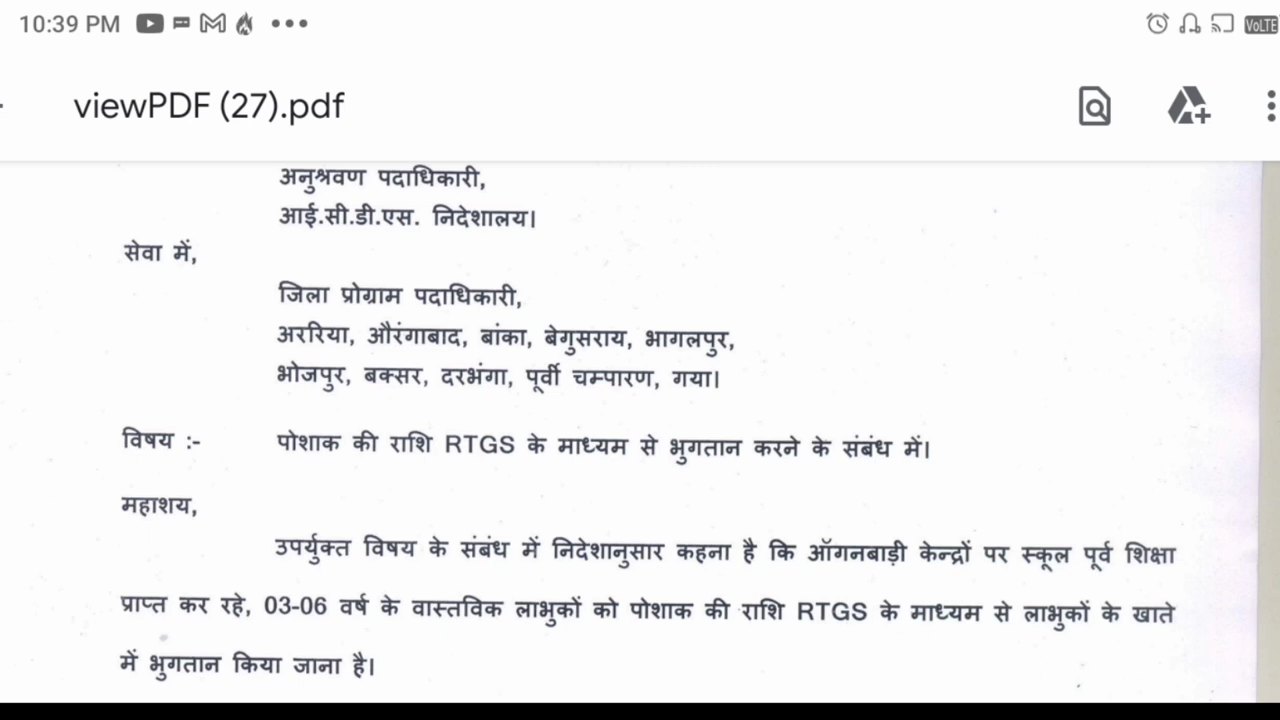 10:39 PM
VoLTE
viewPDF (27).pdf
अनुश्रवण पदाधिकारी,
आई.सी.डी.एस. निदेशालय।
सेवा में,
जिला प्रोग्राम पदाधिकारी,
अररिया, औरंगाबाद, बांका, बेगुसराय, भागलपुर,
भोजपुर, बक्सर, दरभंगा, पूर्वी चम्पारण, गया।
विषय :- पोशाक की राशि RTGS के माध्यम से भुगतान करने के संबंध में।
महाशय,
उपर्युक्त विषय के संबंध में निदेशानुसार कहना है कि ऑगनबाड़ी केन्द्रों पर स्कूल पूर्व शिक्षा
प्राप्त कर रहे, 03-06 वर्ष के वास्तविक लाभुकों को पोशाक की राशि RTGS के माध्यम से लाभुकों के खाते
में भुगतान किया जाना है।